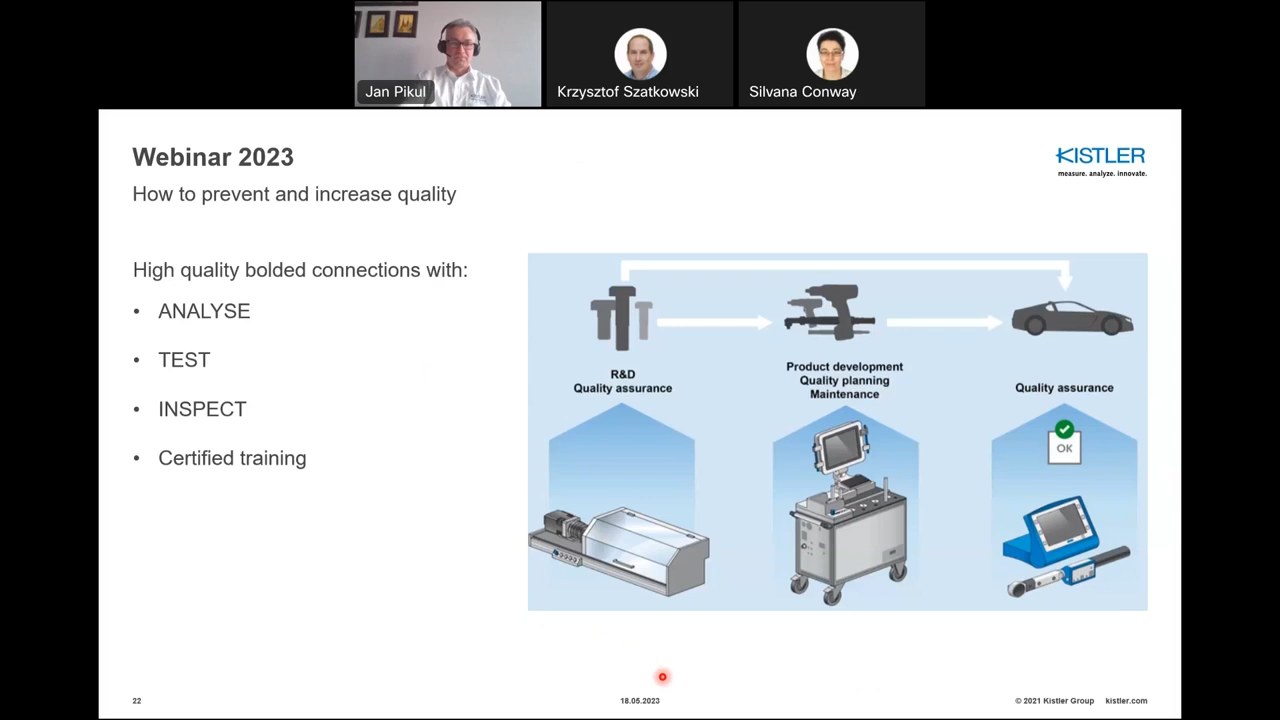 Jan Pikul
Krzysztof Szatkowski
Silvana Conway
Webinar 2023
How to prevent and increase quality
KISTLER
measure. analyze. innovate.
High quality bolded connections with:
• ANALYSE
• TEST
• INSPECT
• Certified training
R&D
Quality assurance
Product development
Quality planning
Maintenance
Quality assurance
OK
22
18.05.2023
© 2021 Kistler Group
kistler.com